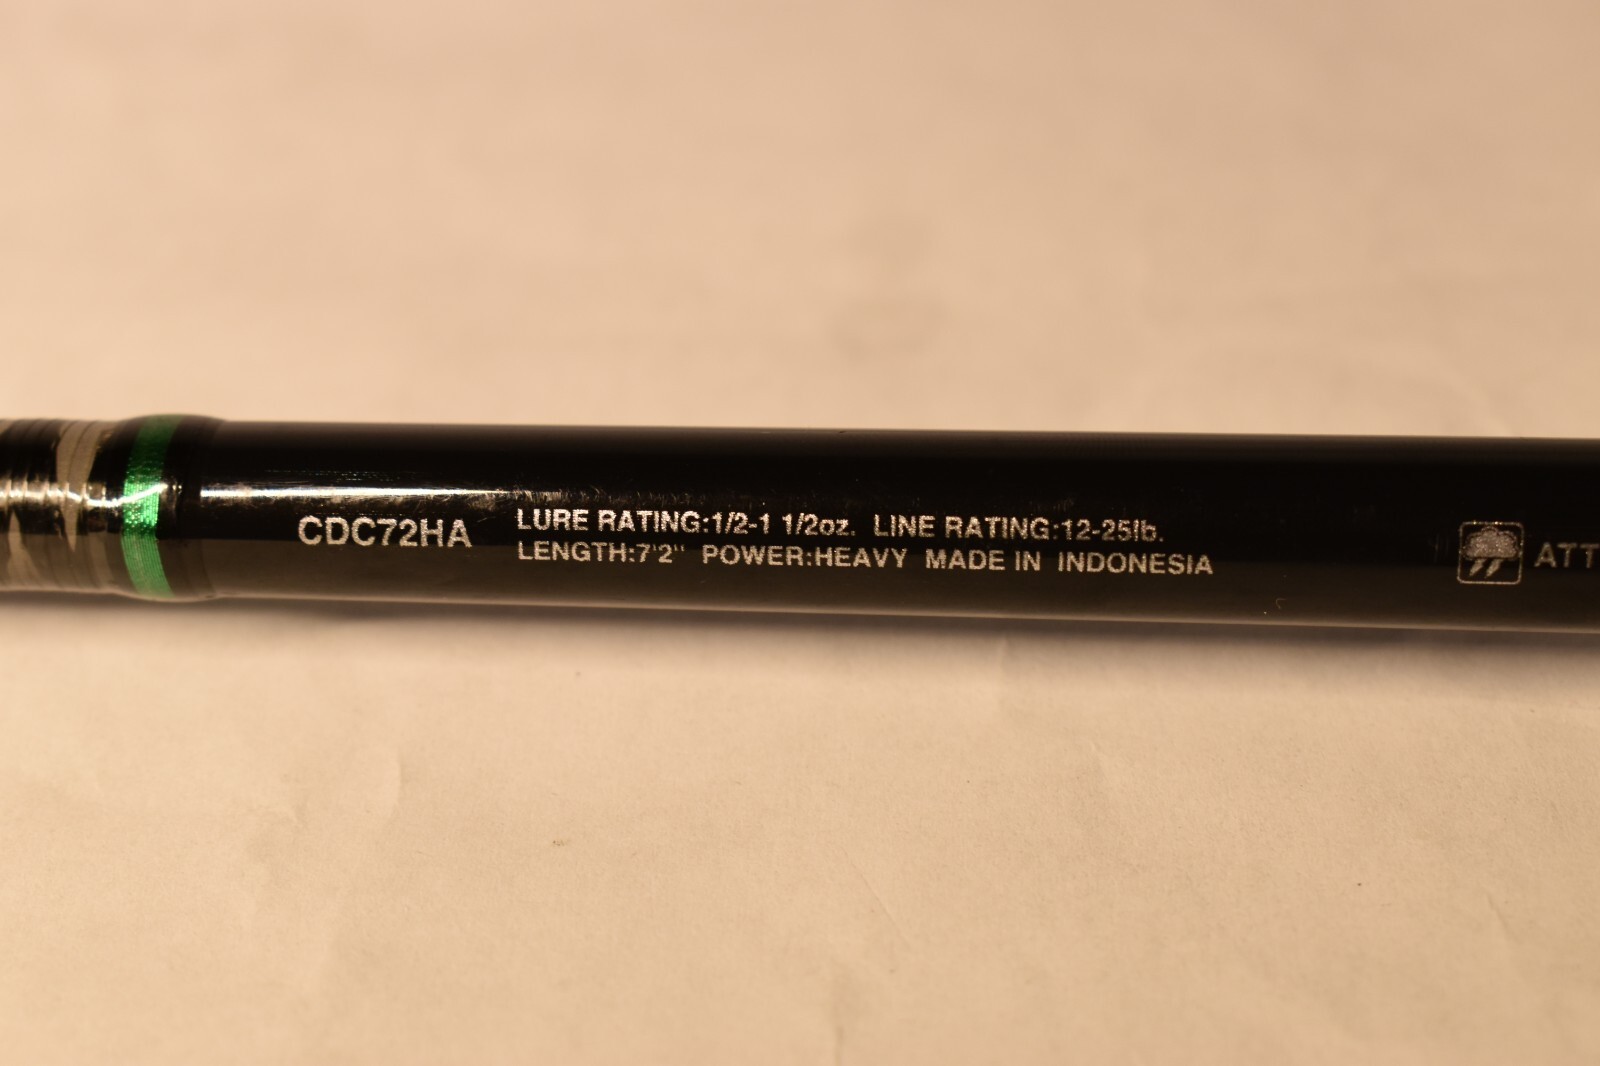 CDC72HA
LURE RATING:1/2-1 1/2oz. LINE RATING:12-25lb.
LENGTH:7'2" POWER:HEAVY MADE IN INDONESIA
ATT